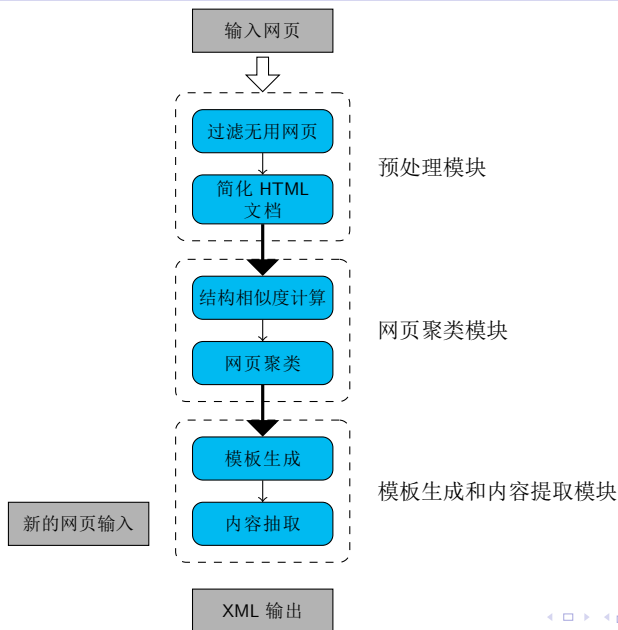 输入网页
过滤无用网页
预处理模块
简化 HTML
文档
结构相似度计算
网页聚类模块
网页聚类
模板生成
模板生成和内容提取模块
新的网页输入
内容抽取
XML 输出